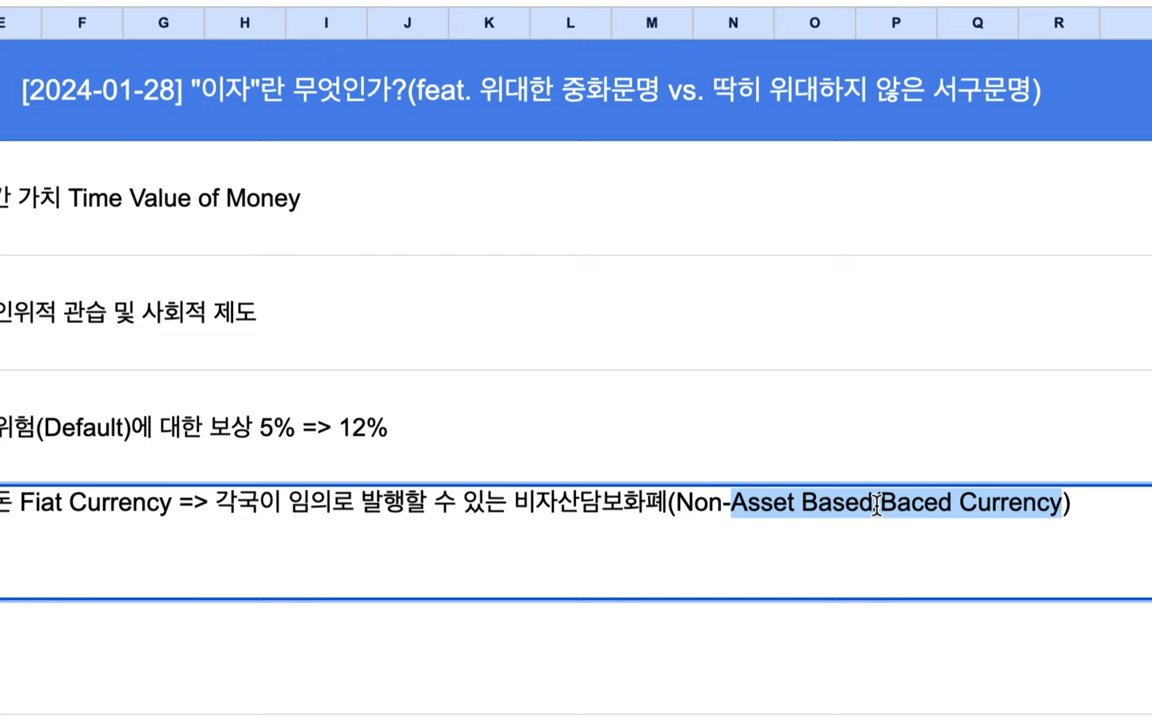 E F G H I J K L M N O P Q R
[2024-01-28] "이자"란 무엇인가?(feat. 위대한 중화문명 vs. 딱히 위대하지 않은 서구문명)
가치 Time Value of Money
인위적 관습 및 사회적 제도
위험(Default)에 대한 보상 5% => 12%
돈 Fiat Currency => 각국이 임의로 발행할 수 있는 비자산담보화폐(Non-Asset Based Baced Currency)